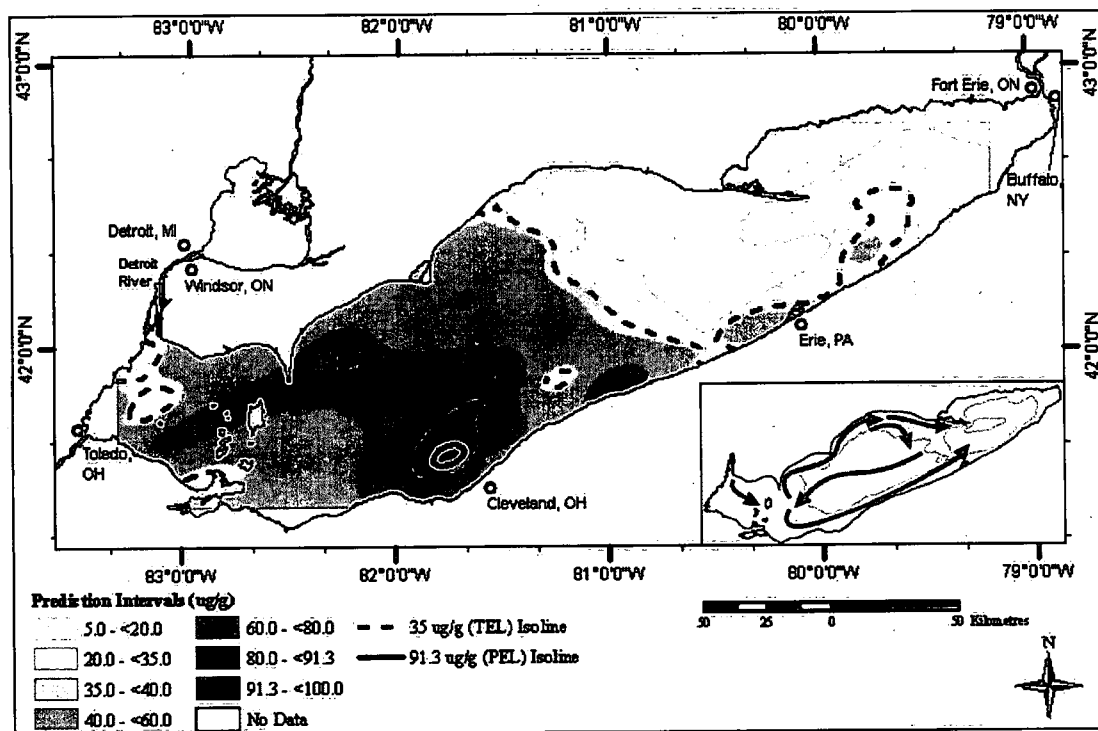 83°0'0"W 82°0'0"W 81°0'0"W 80°0'0"W 79°0'0"W
43°0'0"N
43°0'0"N
Fort Erie, ON
Buffalo,
NY
Detroit, MI
Detroit
River
Windsor, ON
42°0'0"N
42°0'0"N
Erie, PA
Toledo,
OH
Cleveland, OH
83°0'0"W 82°0'0"W 81°0'0"W 80°0'0"W 79°0'0"W
Prediction Intervals (ug/g)
5.0 - <20.0
20.0 - <35.0
35.0 - <40.0
40.0 - <60.0
60.0 - <80.0
80.0 - <91.3
91.3 - <100.0
No Data
35 ug/g (TEL) Isoline
91.3 ug/g (PEL) Isoline
50 25 0 50 Kilometres
N